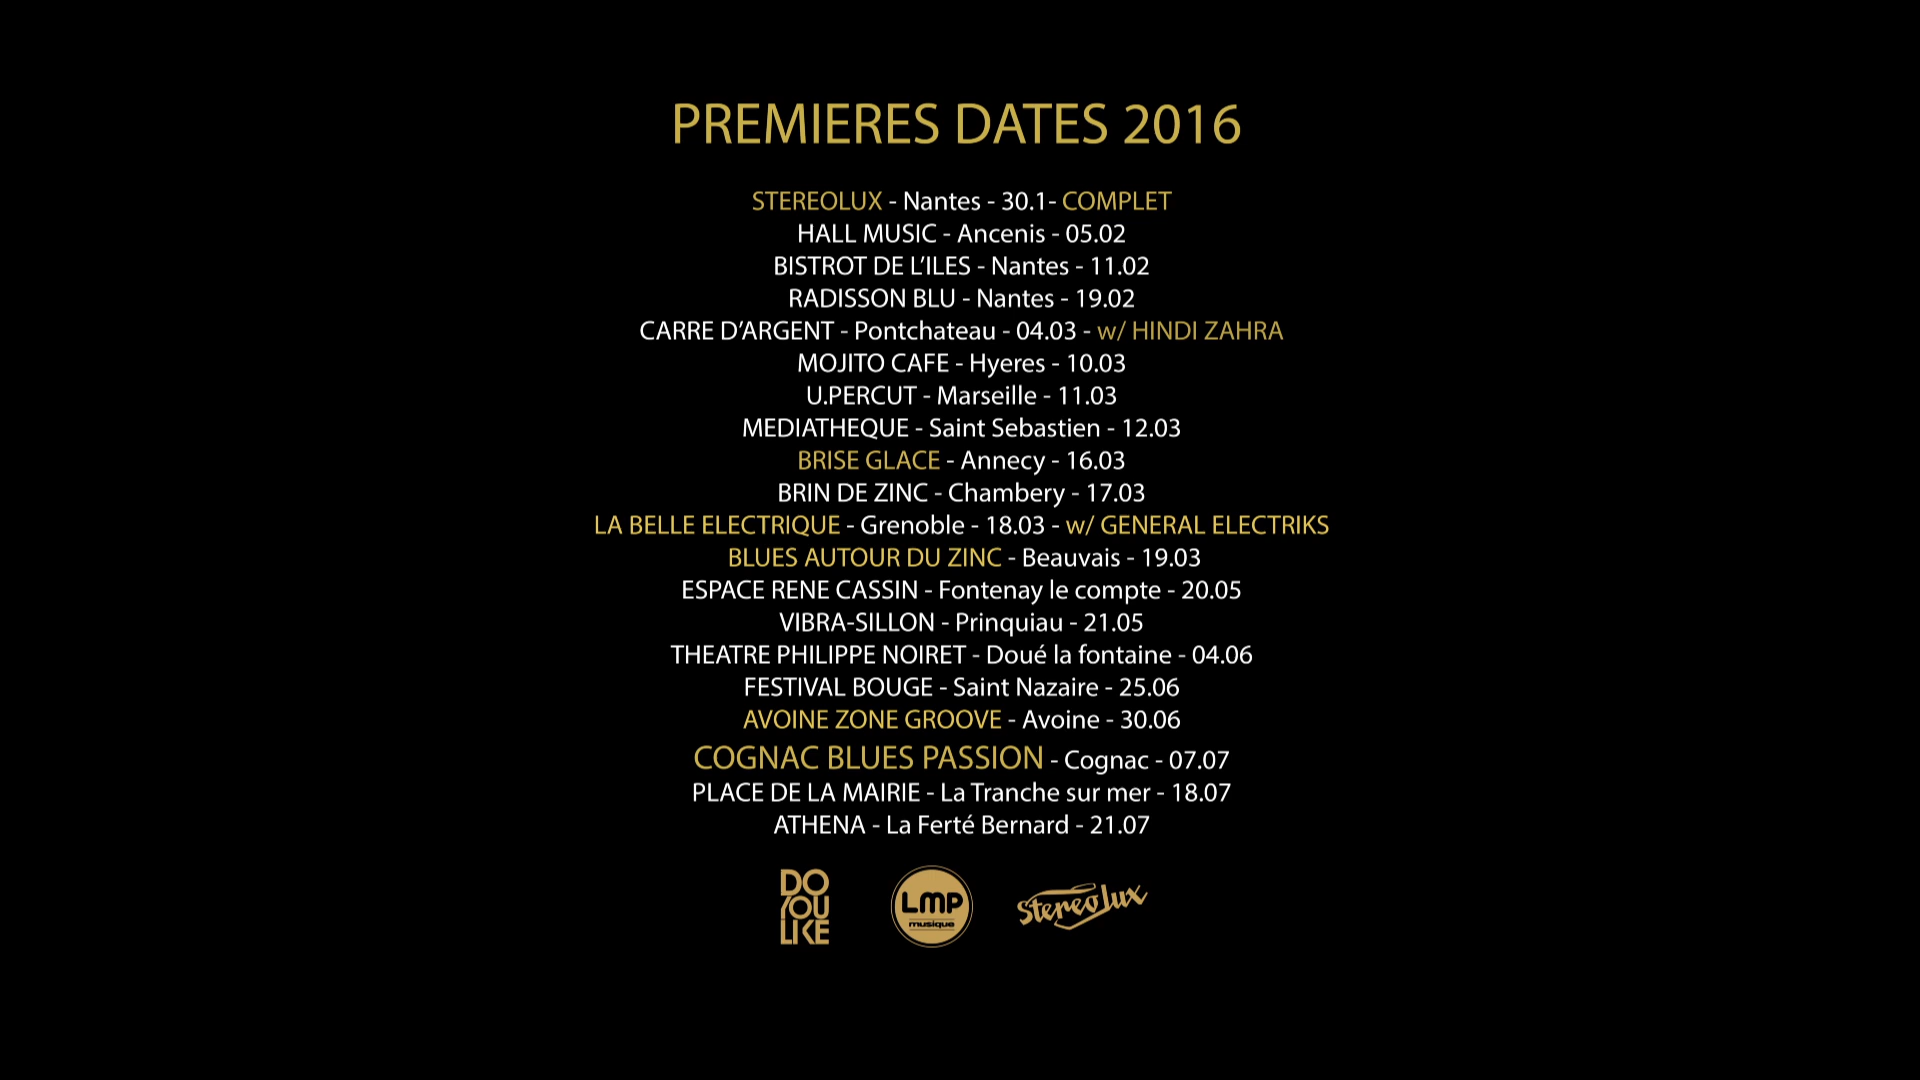 PREMIERES DATES 2016
STEREOLUX - Nantes - 30.1- COMPLET
HALL MUSIC - Ancenis - 05.02
BISTROT DE L’ILES - Nantes - 11.02
RADISSON BLU - Nantes - 19.02
CARRE D’ARGENT - Pontchateau - 04.03 - w/ HINDI ZAHRA
MOJITO CAFE - Hyeres - 10.03
U.PERCUT - Marseille - 11.03
MEDIATHEQUE - Saint Sebastien - 12.03
BRISE GLACE - Annecy - 16.03
BRIN DE ZINC - Chambery - 17.03
LA BELLE ELECTRIQUE - Grenoble - 18.03 - w/ GENERAL ELECTRIKS
BLUES AUTOUR DU ZINC - Beauvais - 19.03
ESPACE RENE CASSIN - Fontenay le compte - 20.05
VIBRA-SILLON - Prinquiau - 21.05
THEATRE PHILIPPE NOIRET - Doué la fontaine - 04.06
FESTIVAL BOUGE - Saint Nazaire - 25.06
AVOINE ZONE GROOVE - Avoine - 30.06
COGNAC BLUES PASSION - Cognac - 07.07
PLACE DE LA MAIRIE - La Tranche sur mer - 18.07
ATHENA - La Ferté Bernard - 21.07
DO
YOU
LIKE
LMP
musique
Stereolux